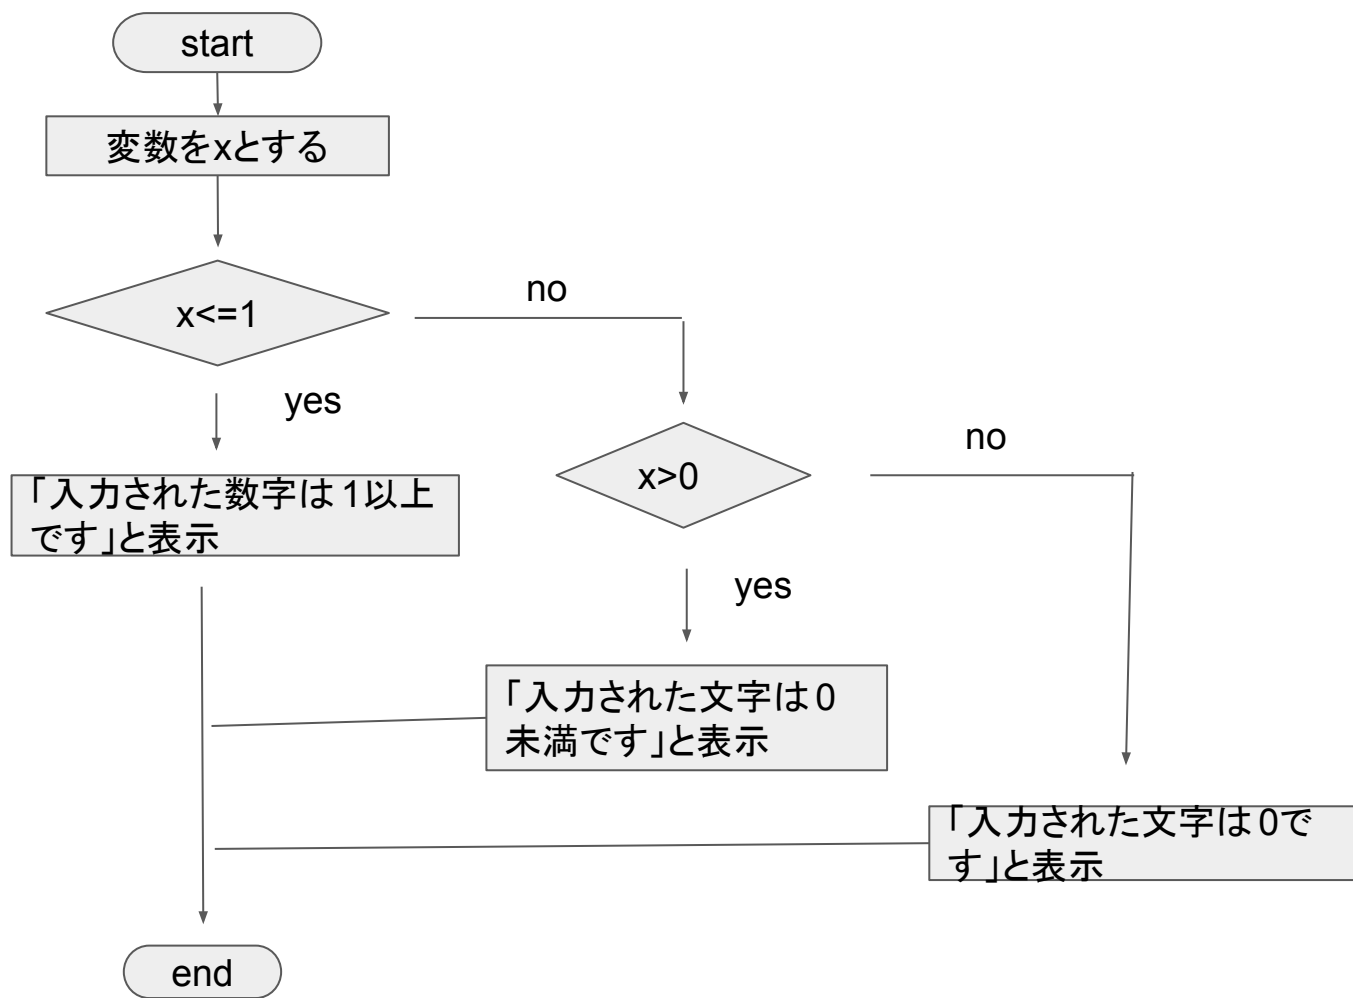 start
変数をxとする
x<=1
no
yes
「入力された数字は1以上
です」と表示
x>0
no
yes
「入力された文字は0
未満です」と表示
「入力された文字は0で
す」と表示
end